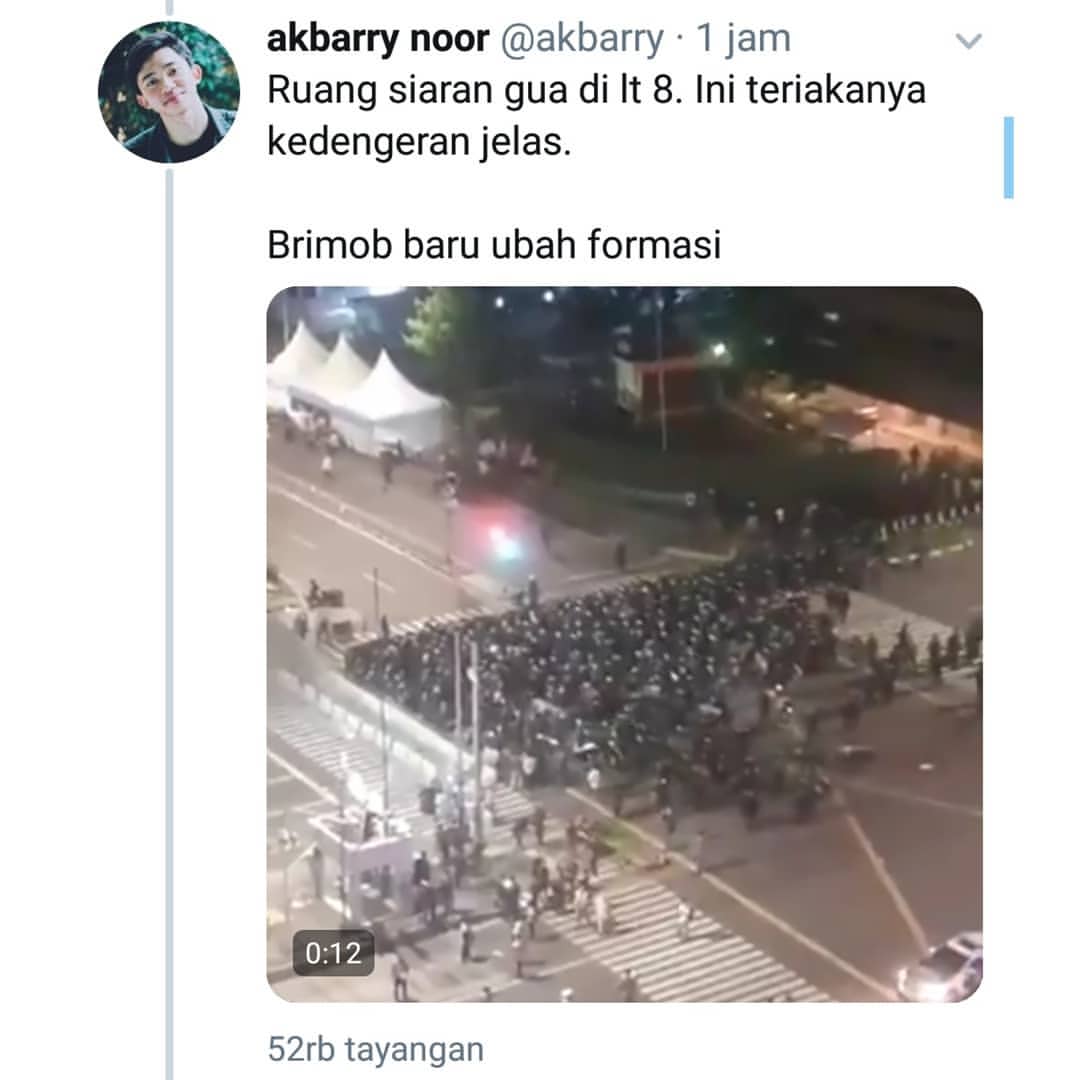 akbarry noor @akbarry · 1 jam
Ruang siaran gua di lt 8. Ini teriakanya
kedengeran jelas.
Brimob baru ubah formasi
0:12
52rb tayangan